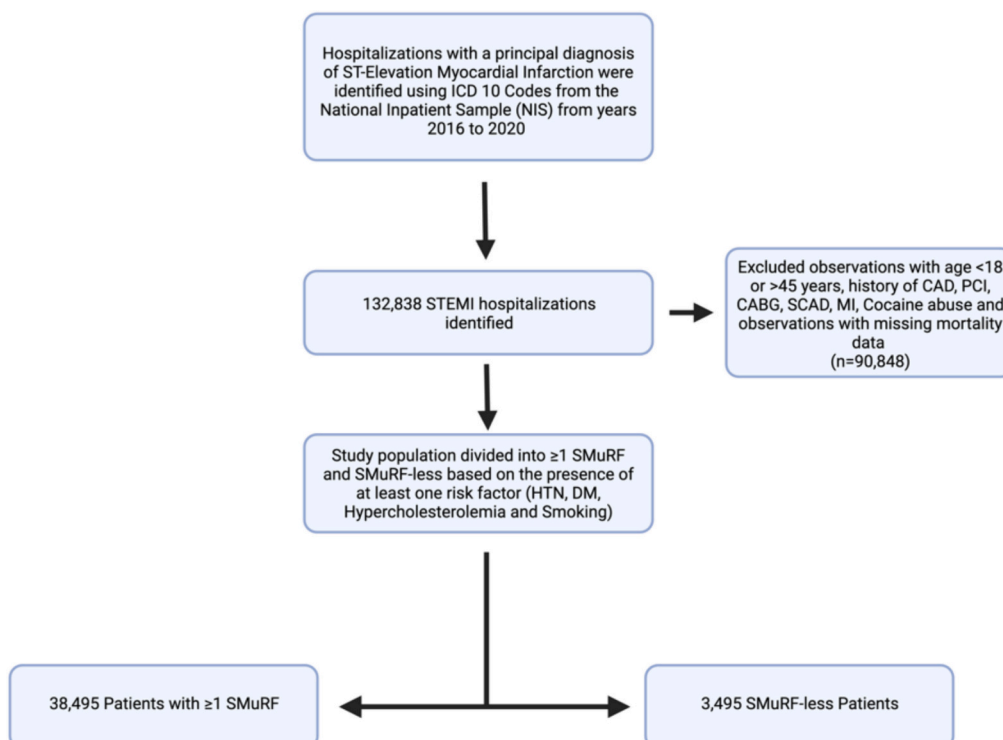 Hospitalizations with a principal diagnosis
of ST-Elevation Myocardial Infarction were
identified using ICD 10 Codes from the
National Inpatient Sample (NIS) from years
2016 to 2020
132,838 STEMI hospitalizations
identified
Excluded observations with age <18
or >45 years, history of CAD, PCI,
CABG, SCAD, MI, Cocaine abuse and
observations with missing mortality
data
(n=90,848)
Study population divided into ≥1 SMuRF
and SMuRF-less based on the presence of
at least one risk factor (HTN, DM,
Hypercholesterolemia and Smoking)
38,495 Patients with ≥1 SMuRF
3,495 SMuRF-less Patients